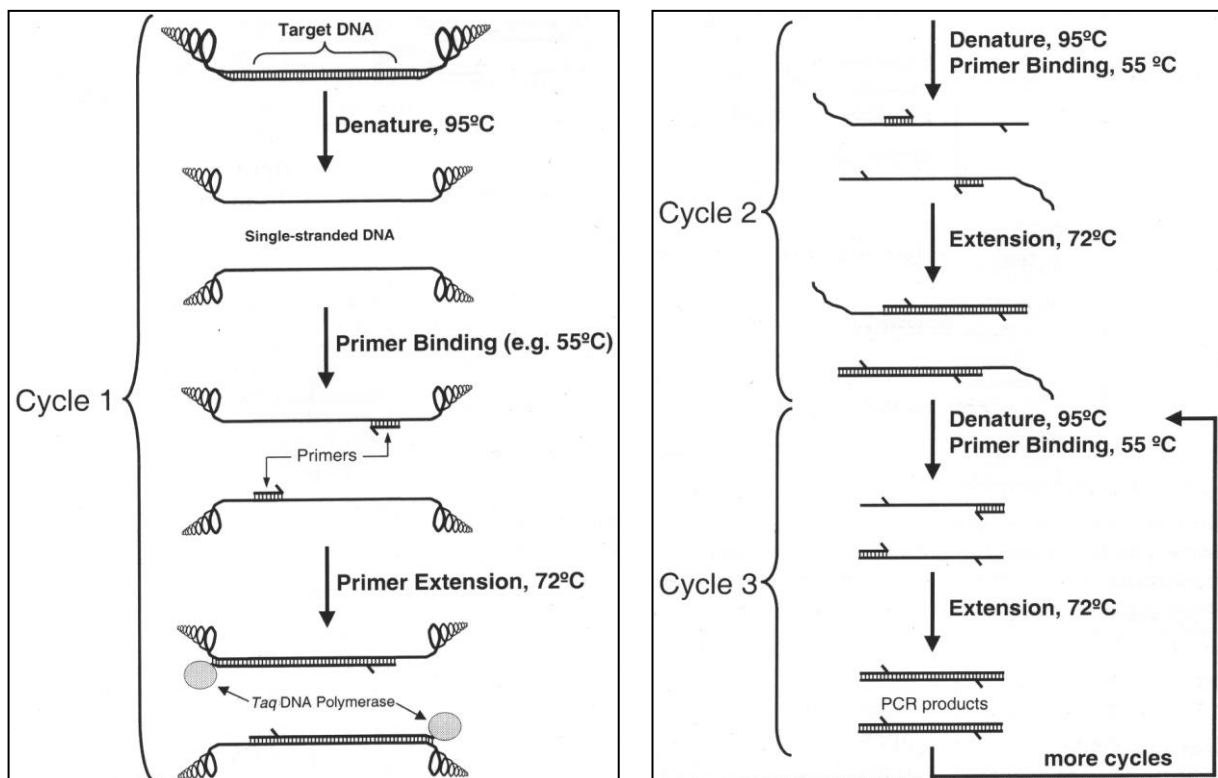 Target DNA
Denature, 95ºC
Single-stranded DNA
Primer Binding (e.g. 55ºC)
Cycle 1
Primers
Primer Extension, 72ºC
Taq DNA Polymerase
Denature, 95ºC
Primer Binding, 55 ºC
Cycle 2
Extension, 72ºC
Denature, 95ºC
Primer Binding, 55 ºC
Cycle 3
Extension, 72ºC
PCR products
more cycles